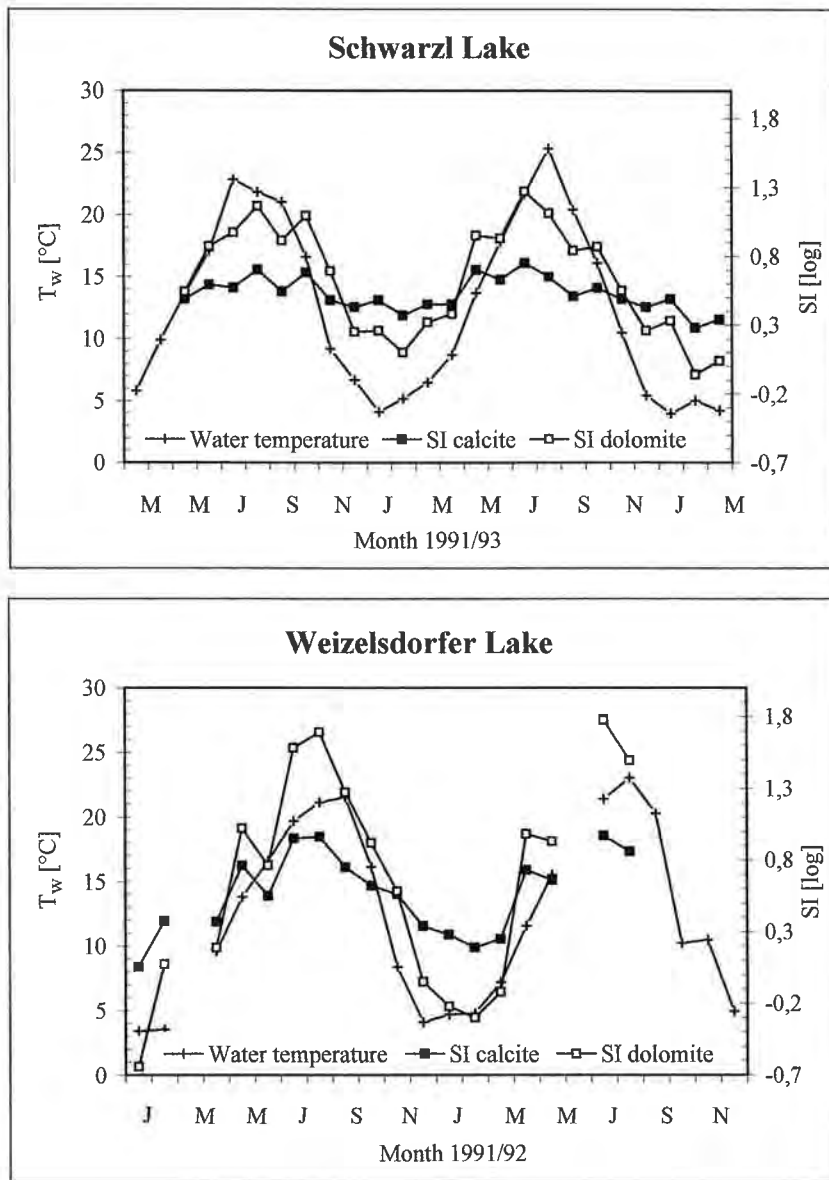 Schwarzl Lake
30
25
20
15
10
5
0
T_W [°C]
1,8
1,3
0,8
0,3
-0,2
-0,7
SI [log]
Water temperature SI calcite SI dolomite
M M J S N J M M J S N J M
Month 1991/93
Weizelsdorfer Lake
30
25
20
15
10
5
0
T_W [°C]
1,8
1,3
0,8
0,3
-0,2
-0,7
SI [log]
Water temperature SI calcite SI dolomite
J M M J S N J M M J S N
Month 1991/92